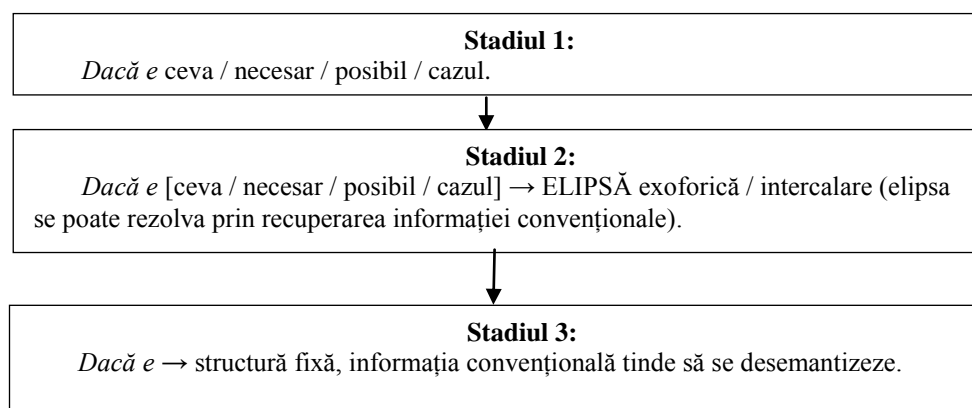 Stadiul 1:
Dacă e ceva / necesar / posibil / cazul.
Stadiul 2:
Dacă e [ceva / necesar / posibil / cazul] → ELIPSĂ exoforică / intercalare (elipsa
se poate rezolva prin recuperarea informației convenționale).
Stadiul 3:
Dacă e → structură fixă, informația convențională tinde să se desemantizeze.